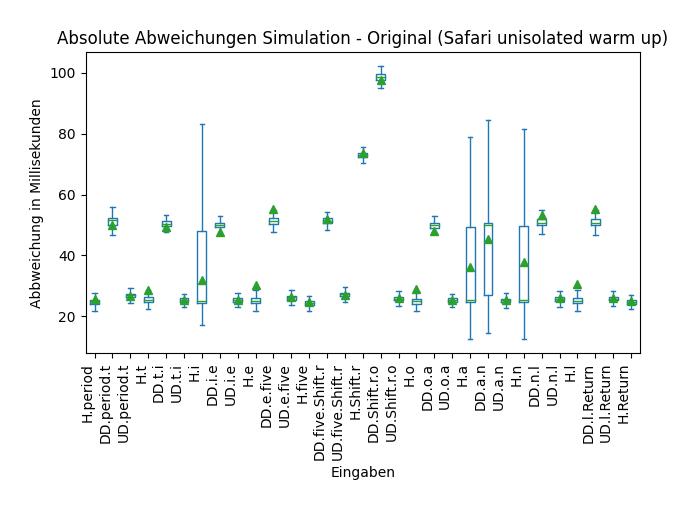 Absolute Abweichungen Simulation - Original (Safari unisolated warm up)
Abbweichung in Millisekunden
100
80
60
40
20
H.period
DD.period.t
UD.period.t
H.t
DD.t.i
UD.t.i
H.i
DD.i.e
UD.i.e
H.e
DD.e.five
UD.e.five
H.five
DD.five.Shift.r
UD.five.Shift.r
H.Shift.r
DD.Shift.r.o
UD.Shift.r.o
H.o
DD.o.a
UD.o.a
H.a
DD.a.n
UD.a.n
H.n
DD.n.l
UD.n.l
H.l
DD.l.Return
UD.l.Return
H.Return
Eingaben